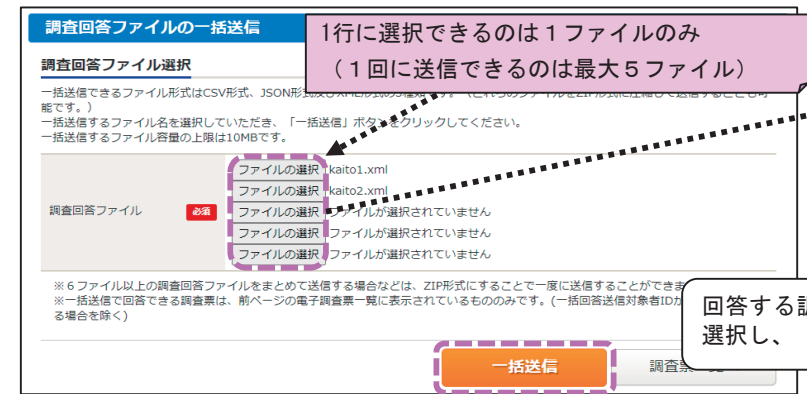 調査回答ファイルの一括送信
1行に選択できるのは１ファイルのみ
（１回に送信できるのは最大５ファイル）
調査回答ファイル選択
一括送信できるファイル形式はCSV形式、JSON形式
能です。）
一括送信するファイル名を選択していただき、「一括送信」ボタンをクリックしてください。
一括送信するファイル容量の上限は10MBです。
調査回答ファイル 必須
ファイルの選択 kaito1.xml
ファイルの選択 kaito2.xml
ファイルの選択 ファイルが選択されていません
ファイルの選択 ファイルが選択されていません
ファイルの選択 ファイルが選択されていません
※６ファイル以上の調査回答ファイルをまとめて送信する場合などは、ZIP形式にすることで一度に送信することができま
※一括送信で回答できる調査票は、前ページの電子調査票一覧に表示されているもののみです。(一括回答送信対象者IDが
る場合を除く)
回答する
選択し、
一括送信
調査票